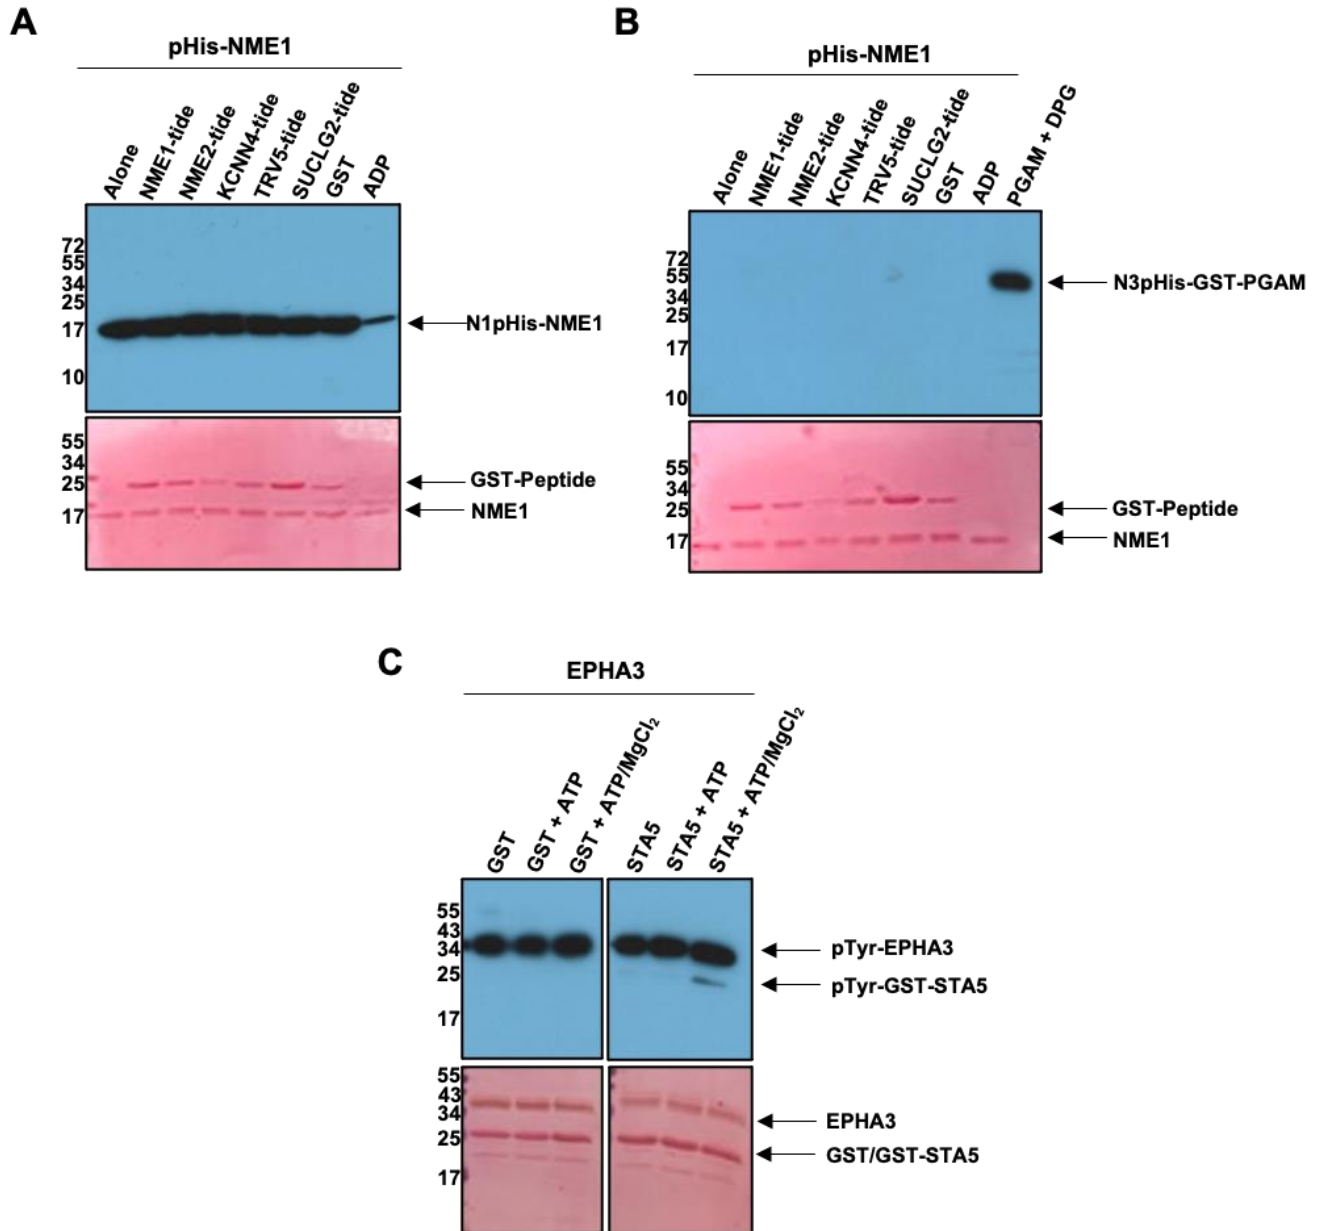 A
pHis-NME1
Alone
NME1-tide
NME2-tide
KCNN4-tide
TRV5-tide
SUCLG2-tide
GST
ADP
72
55
34
25
17
10
N1pHis-NME1
55
34
25
17
GST-Peptide
NME1
B
pHis-NME1
Alone
NME1-tide
NME2-tide
KCNN4-tide
TRV5-tide
SUCLG2-tide
GST
ADP
PGAM + DPG
72
55
34
25
17
10
N3pHis-GST-PGAM
55
34
25
17
GST-Peptide
NME1
C
EPHA3
GST
GST + ATP
GST + ATP/MgCl₂
STA5
STA5 + ATP
STA5 + ATP/MgCl₂
55
43
34
25
17
pTyr-EPHA3
pTyr-GST-STA5
55
43
34
25
17
EPHA3
GST/GST-STA5